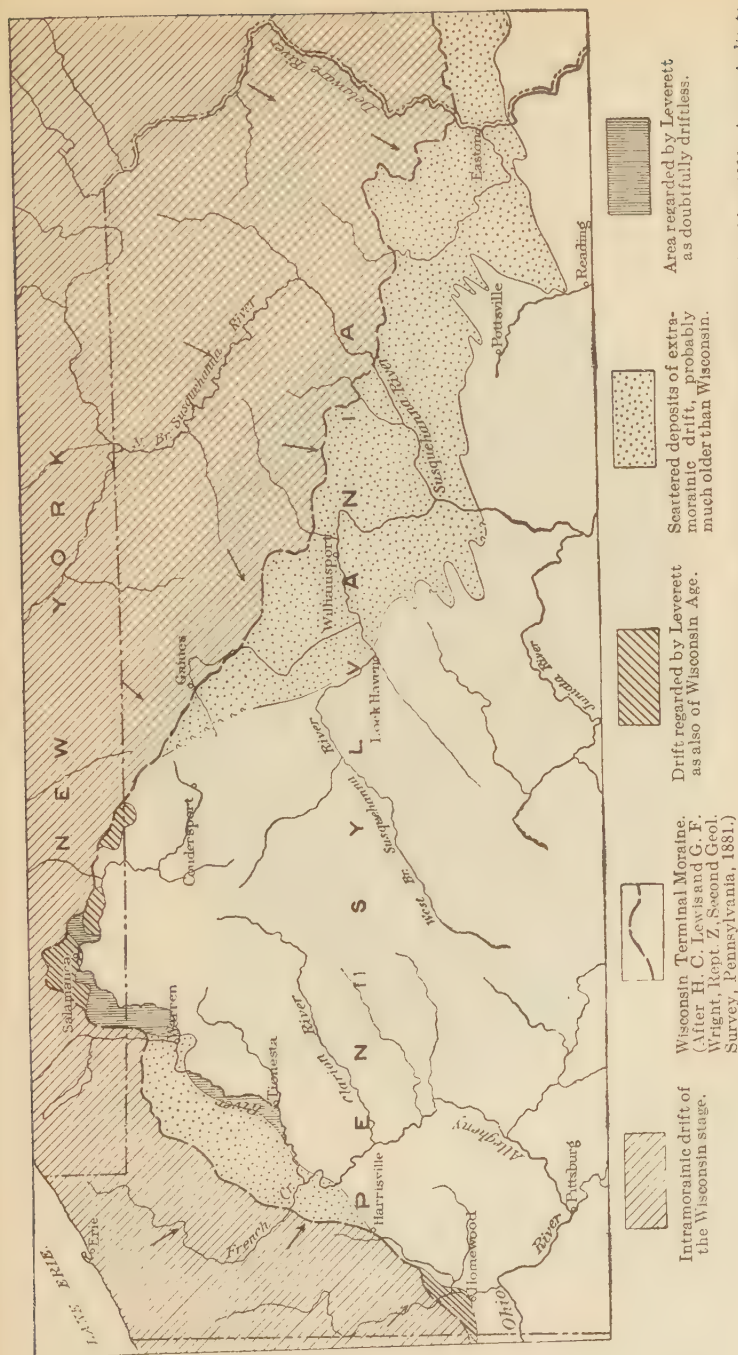 LAKE ERIE
NEW YORK
PENNSYLVANIA
Erie
French
Cr.
Salamanca
Warren
Tionesta
River
Clarion
River
Harrisville
Homewood
Ohio
River
Pittsburg
Allegheny
Coudersport
Gaines
West Br. Susquehanna
River
Lock Haven
Williamsport
Juniata River
Susquehanna River
N. Br. Susquehanna
River
Pottsville
Reading
Easton
Delaware River
Intramorainic drift of
the Wisconsin stage.
Wisconsin Terminal Moraine.
(After H. C. Lewis and G. F.
Wright, Rept. Z, Second Geol.
Survey, Pennsylvania, 1881.)
Drift regarded by Leverett
as also of Wisconsin Age.
Scattered deposits of extra-
morainic drift, probably
much older than Wisconsin.
Area regarded by Leverett
as doubtfully driftless.